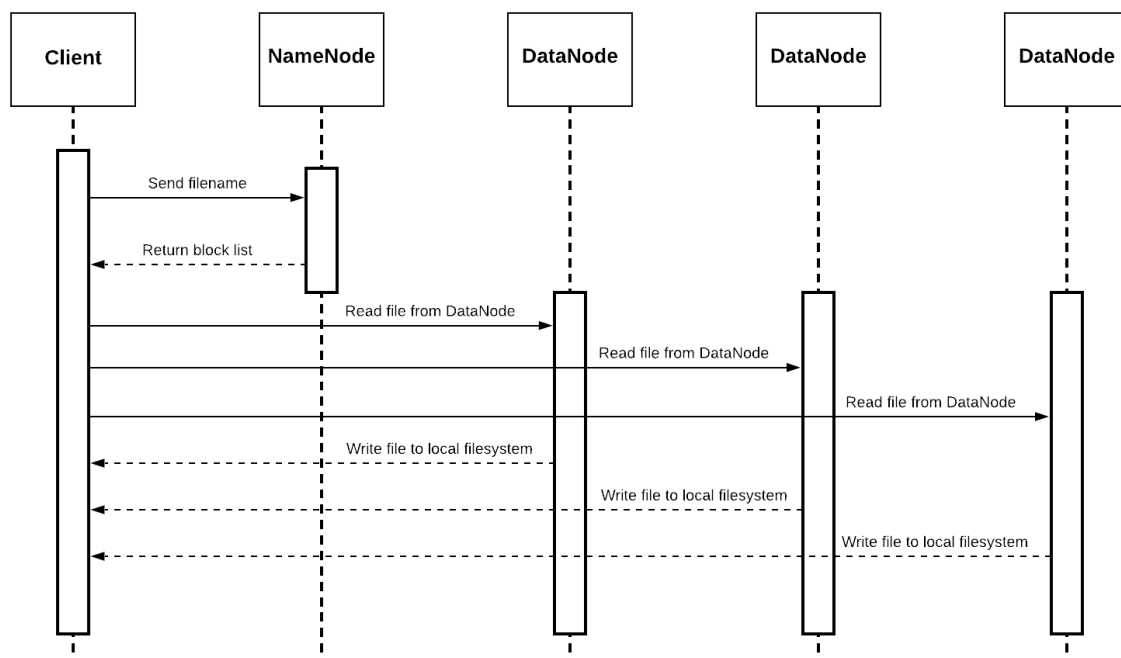 Client
NameNode
DataNode
DataNode
DataNode
Send filename
Return block list
Read file from DataNode
Read file from DataNode
Read file from DataNode
Write file to local filesystem
Write file to local filesystem
Write file to local filesystem